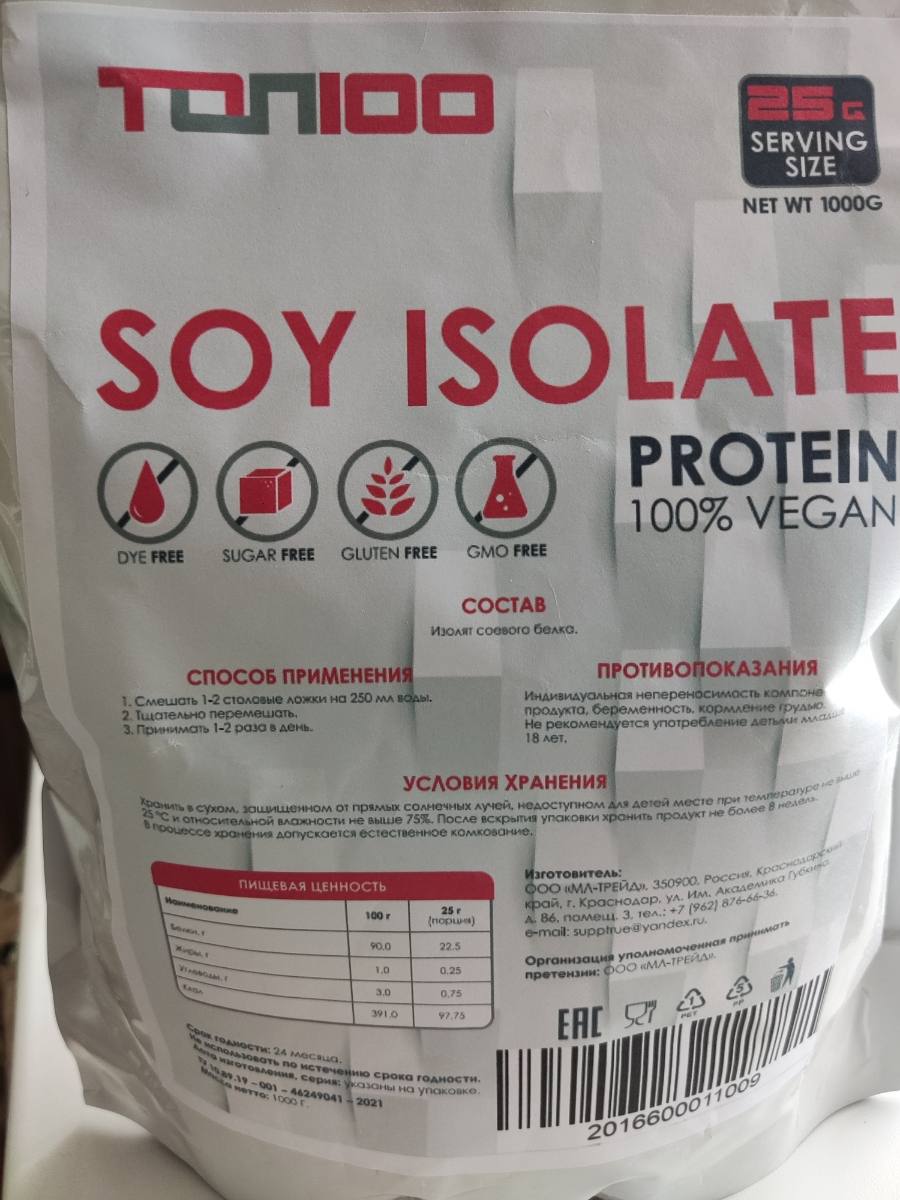 ТОП100
25 G
SERVING
SIZE
NET WT 1000G
SOY ISOLATE
PROTEIN
100% VEGAN
DYE FREE
SUGAR FREE
GLUTEN FREE
GMO FREE
СОСТАВ
Изолят соевого белка.
СПОСОБ ПРИМЕНЕНИЯ
1. Смешать 1-2 столовые ложки на 250 мл воды.
2. Тщательно перемешать.
3. Принимать 1-2 раза в день.
ПРОТИВОПОКАЗАНИЯ
Индивидуальная непереносимость компоне
продукта, беременность, кормление грудью.
Не рекомендуется употребление детьми младше
18 лет.
УСЛОВИЯ ХРАНЕНИЯ
Хранить в сухом, защищенном от прямых солнечных лучей, недоступном для детей месте при температуре не выше
25 °С и относительной влажности не выше 75%. После вскрытия упаковки хранить продукт не более 8 недель.
В процессе хранения допускается естественное комкование.
ПИЩЕВАЯ ЦЕННОСТЬ
Наименование 100 г 25 г (порция)
Белки, г 90.0 22.5
Жиры, г 1.0 0.25
Углеводы, г 3.0 0,75
Ккал 391.0 97,75
Изготовитель:
ООО «МЛ-ТРЕЙД», 350900, Россия, Краснодарский
край, г. Краснодар, ул. Им. Академика Губкина
д. 86, помещ. 3, тел.: +7 (962) 876-66-36.
e-mail: supptrue@yandex.ru.
Организация уполномоченная принимать
претензии: ООО «МЛ-ТРЕЙД».
Срок годности: 24 месяца.
Не использовать по истечению срока годности.
Дата изготовления, серия: указаны на упаковке.
ТУ 10.89.19 – 001 – 46249041 – 2021
Масса нетто: 1000 г.
EAC
1
PET
5
PP
2016600011009